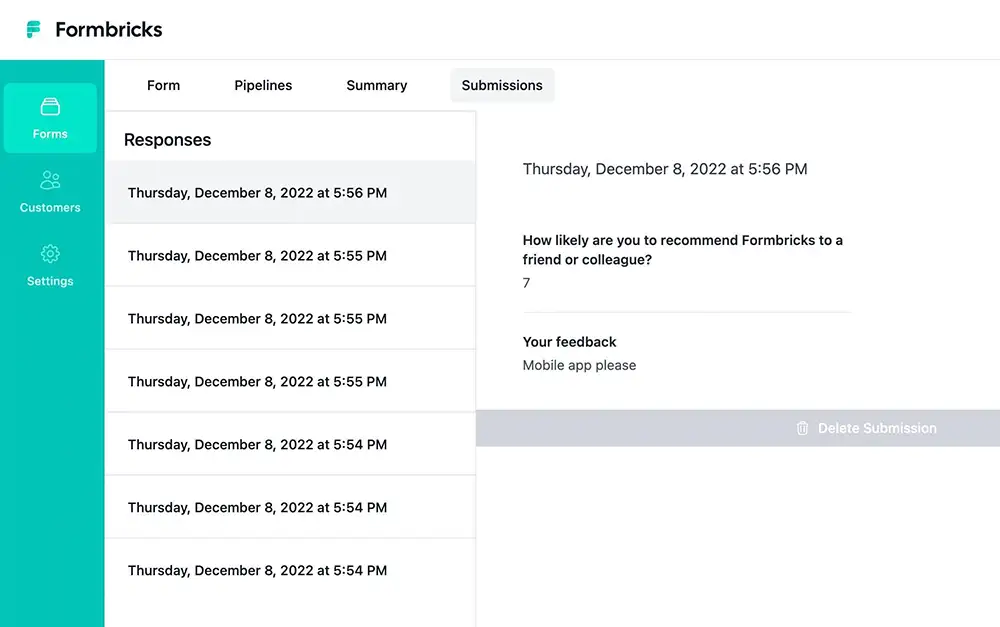 Formbricks
Forms
Customers
Settings
Form
Pipelines
Summary
Submissions
Responses
Thursday, December 8, 2022 at 5:56 PM
Thursday, December 8, 2022 at 5:55 PM
Thursday, December 8, 2022 at 5:55 PM
Thursday, December 8, 2022 at 5:55 PM
Thursday, December 8, 2022 at 5:54 PM
Thursday, December 8, 2022 at 5:54 PM
Thursday, December 8, 2022 at 5:54 PM
Thursday, December 8, 2022 at 5:56 PM
How likely are you to recommend Formbricks to a
friend or colleague?
7
Your feedback
Mobile app please
Delete Submission